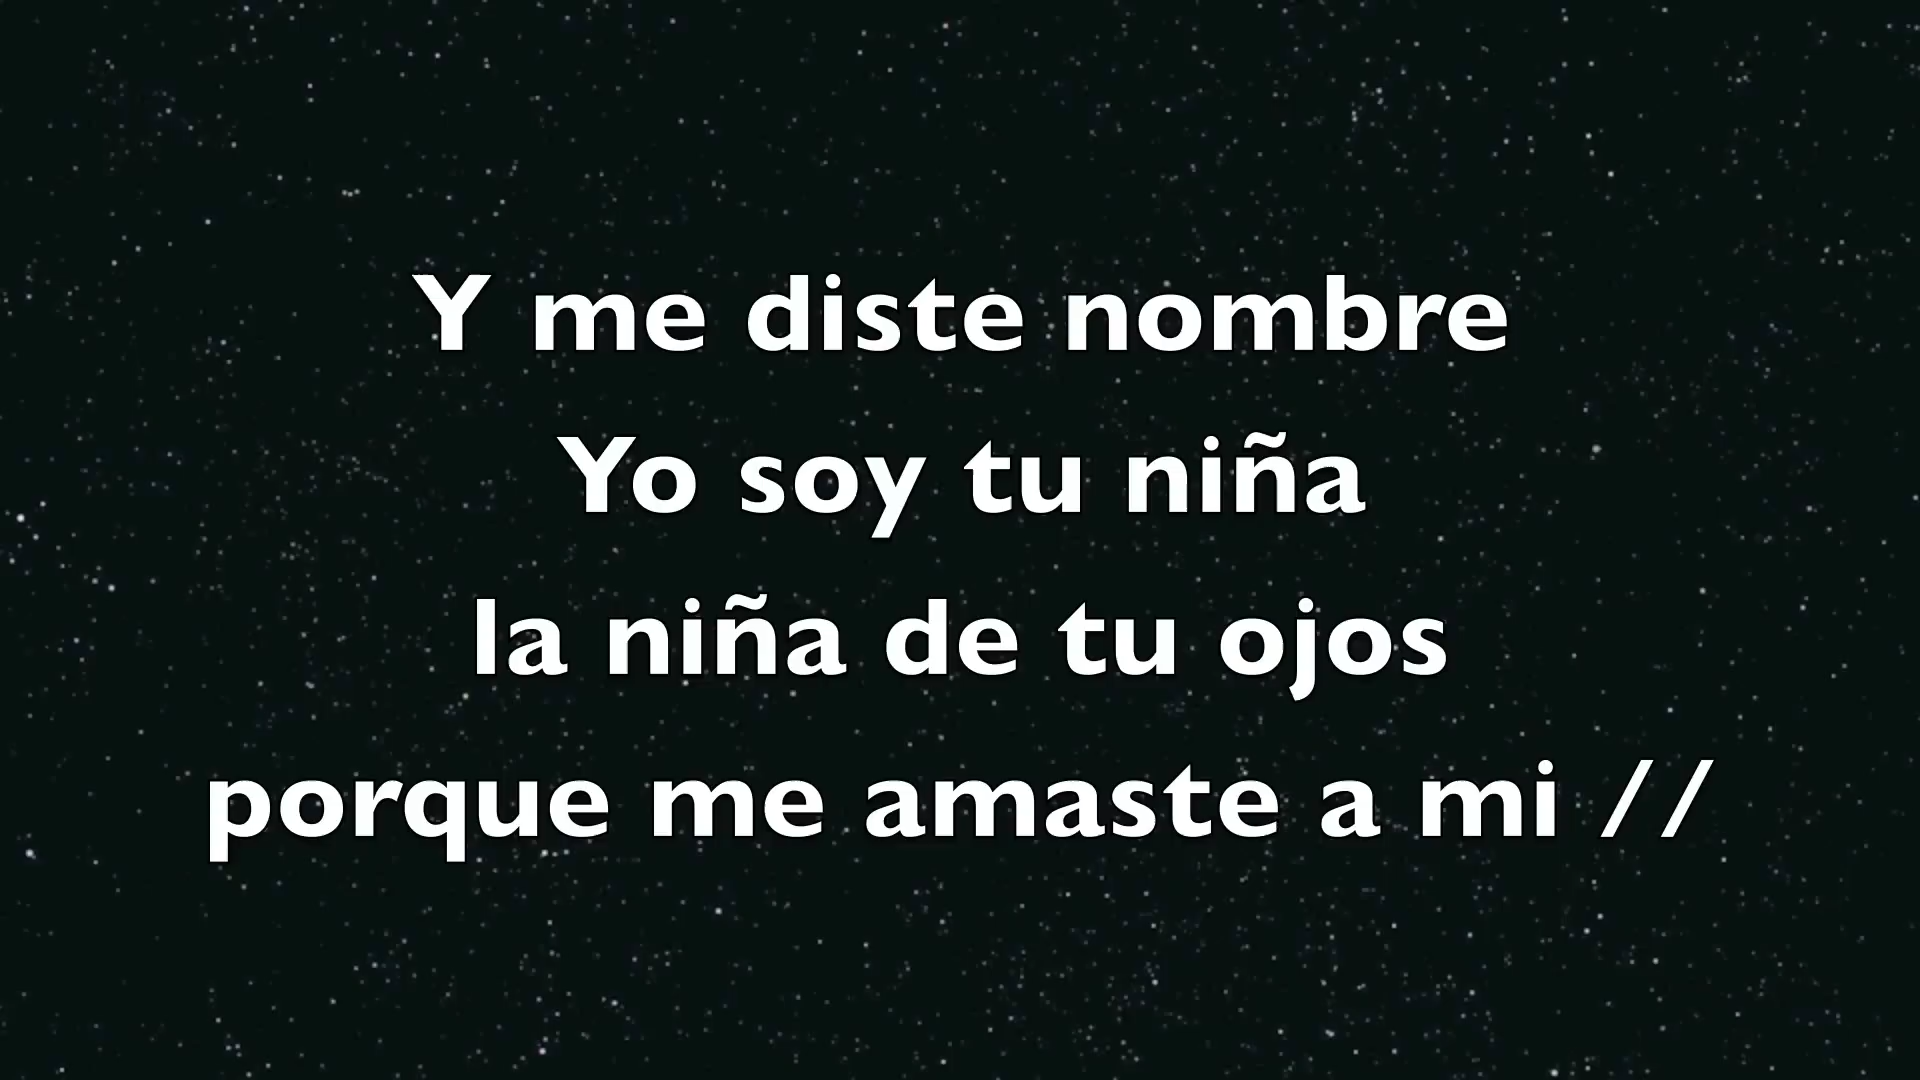 Y me diste nombre
Yo soy tu niña
la niña de tu ojos
porque me amaste a mi //